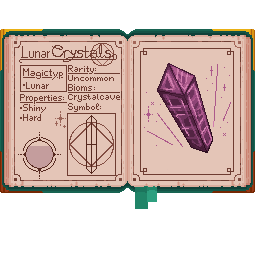 Lunar Crystals
Magictyp
•Lunar
Properties:
•Shiny
•Hard
Rarity:
Uncommon
Bioms:
Crystalcave
Symbol: